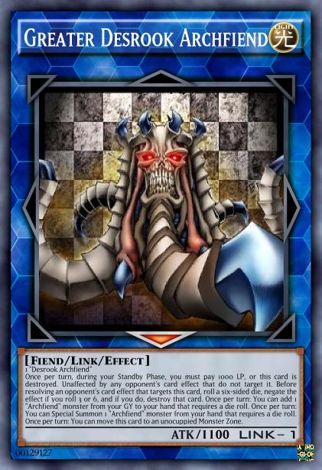 GREATER DESROOK ARCHFIEND
LIGHT
光
[FIEND/LINK/EFFECT]
1 "Desrook Archfiend"
Once per turn, during your Standby Phase, you must pay 1000 LP, or this card is
destroyed. Unaffected by any opponent's card effect that do not target it. Before
resolving an opponent's card effect that targets this card, roll a six-sided die, negate the
effect if you roll 1 or 6, and if you do, destroy that card. Once per turn: You can add 1
"Archfiend" monster from your GY to your hand that requires a die roll. Once per turn:
You can Special Summon 1 "Archfiend" monster from your hand that requires a die roll.
Once per turn: You can move this card to an unoccupied Monster Zone.
ATK/1100 LINK-1
00129127